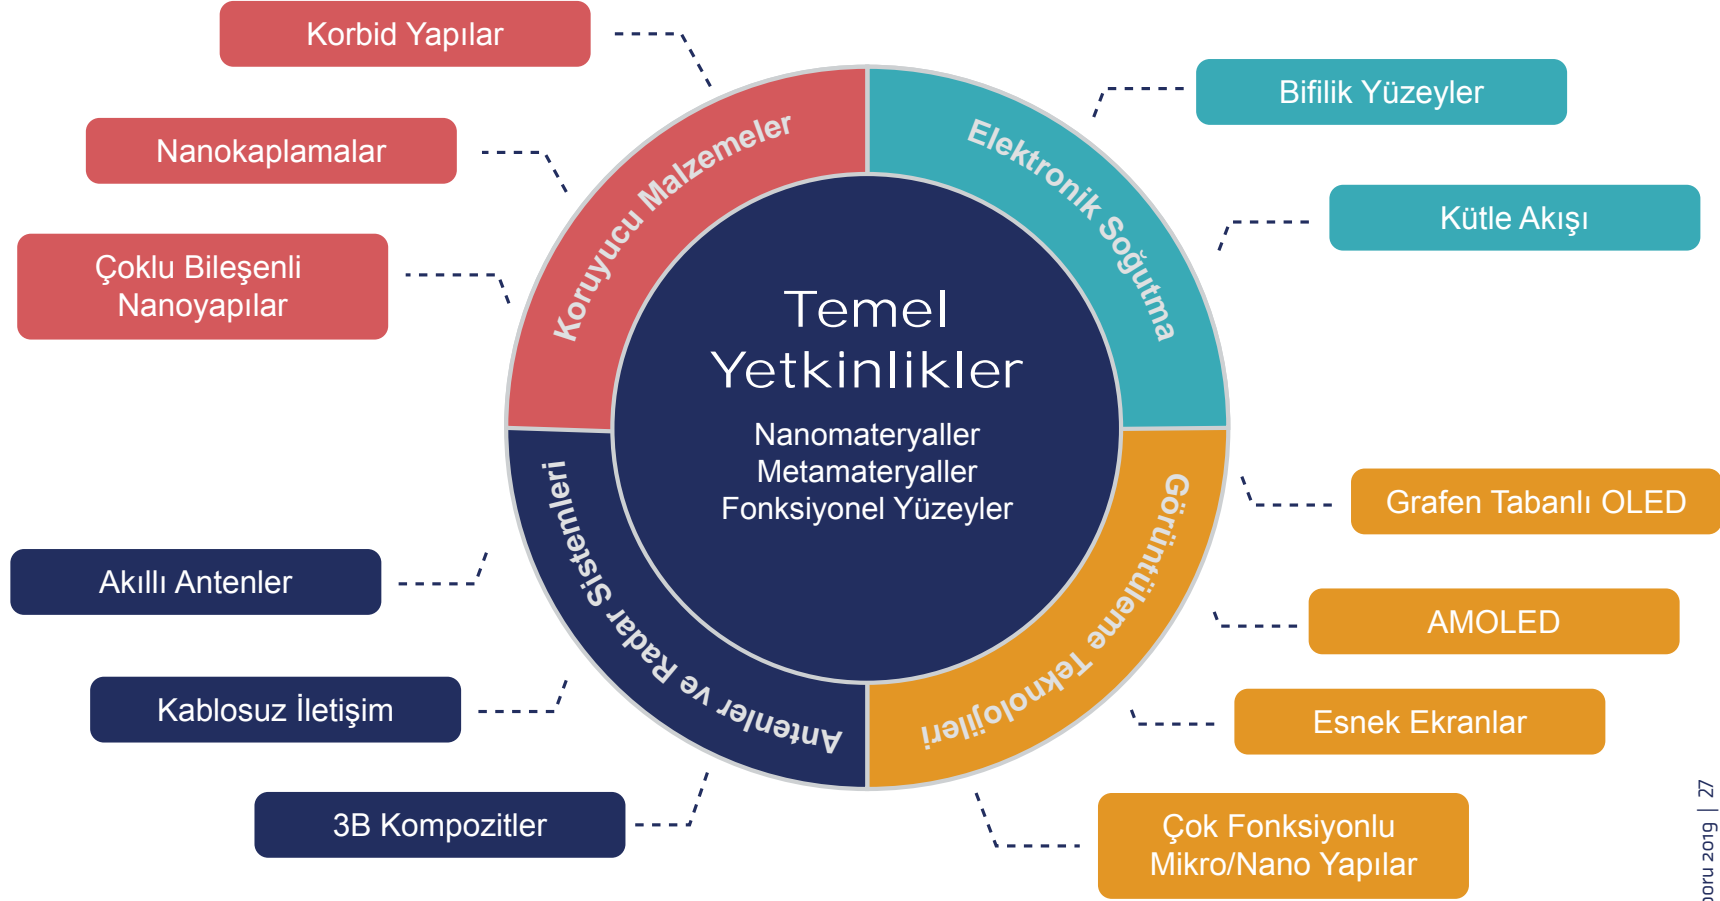 Korbid Yapılar
Nanokaplamalar
Çoklu Bileşenli
Nanoyapılar
Koruyucu Malzemeler
Elektronik Soğutma
Bifilik Yüzeyler
Kütle Akışı
Temel
Yetkinlikler
Nanomateryaller
Metamateryaller
Fonksiyonel Yüzeyler
Antenler ve Radar Sistemleri
Akıllı Antenler
Kablosuz İletişim
3B Kompozitler
Görüntüleme Teknolojileri
Grafen Tabanlı OLED
AMOLED
Esnek Ekranlar
Çok Fonksiyonlu
Mikro/Nano Yapılar
2019 | 27